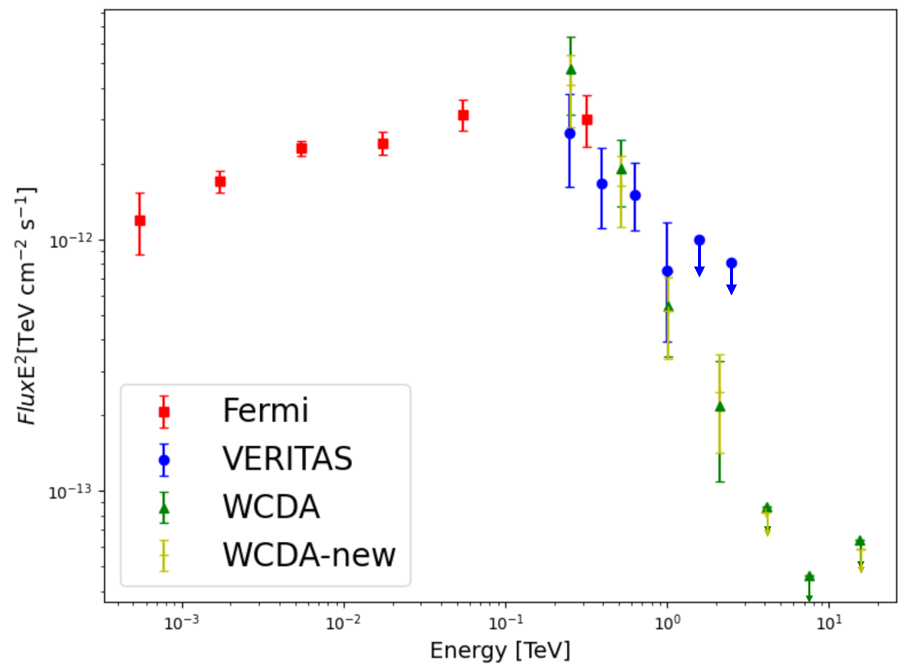 FluxE²[TeV cm⁻² s⁻¹]
10⁻¹²
10⁻¹³
Fermi
VERITAS
WCDA
WCDA-new
10⁻³ 10⁻² 10⁻¹ 10⁰ 10¹
Energy [TeV]